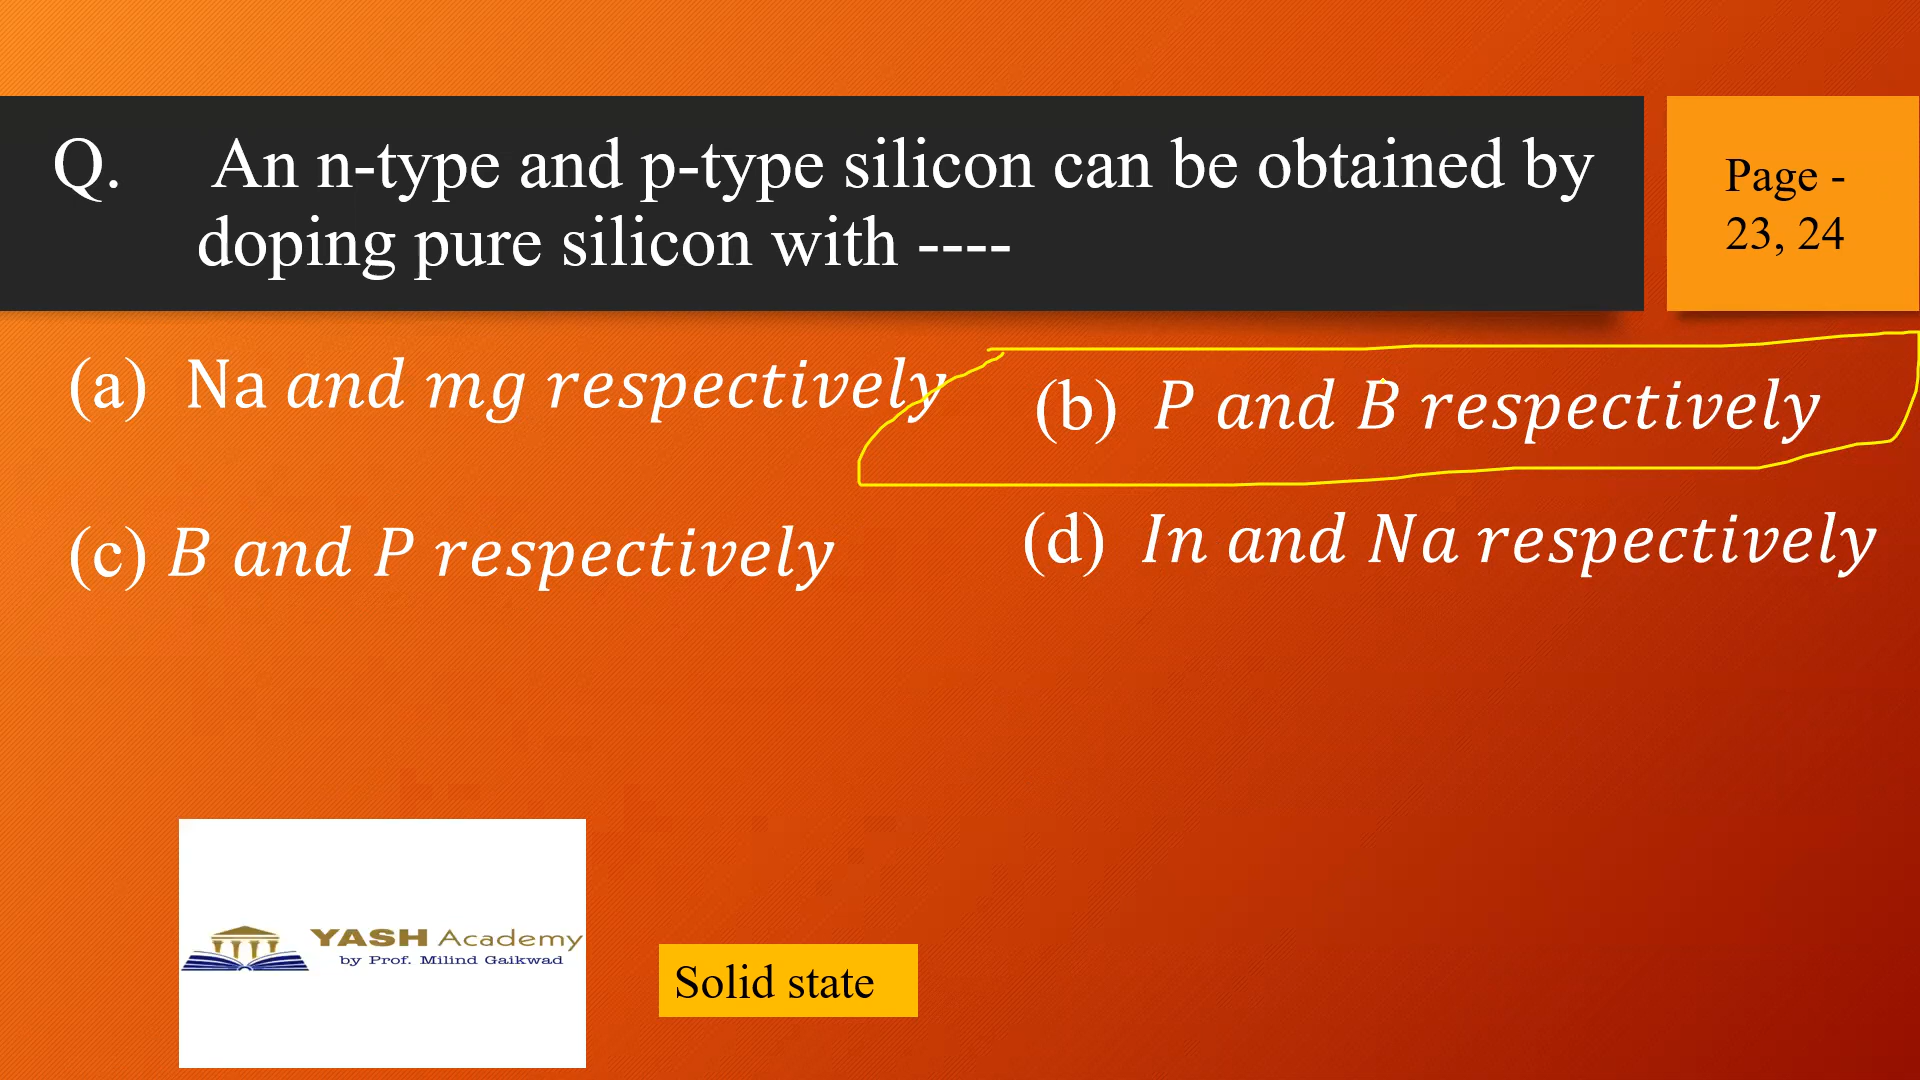 Q. An n-type and p-type silicon can be obtained by
doping pure silicon with ----
Page -
23, 24
(a) Na and mg respectively
(b) P and B respectively
(c) B and P respectively
(d) In and Na respectively
YASH Academy
by Prof. Milind Gaikwad
Solid state